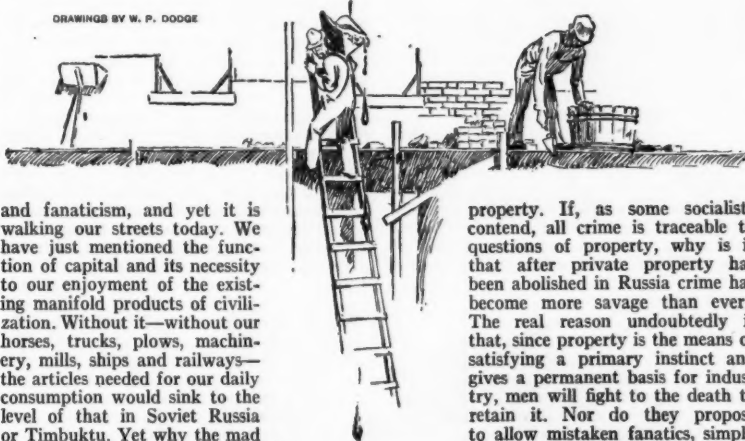 DRAWINGS BY W. P. DODGE
and fanaticism, and yet it is
walking our streets today. We
have just mentioned the func-
tion of capital and its necessity
to our enjoyment of the exist-
ing manifold products of civili-
zation. Without it—without our
horses, trucks, plows, machin-
ery, mills, ships and railways—
the articles needed for our daily
consumption would sink to the
level of that in Soviet Russia
or Timbuktu. Yet why the mad
property. If, as some socialist
contend, all crime is traceable t
questions of property, why is i
that after private property ha
been abolished in Russia crime ha
become more savage than ever
The real reason undoubtedly i
that, since property is the means o
satisfying a primary instinct an
gives a permanent basis for indus
try, men will fight to the death t
retain it. Nor do they propos
to allow mistaken fanatics, simpl